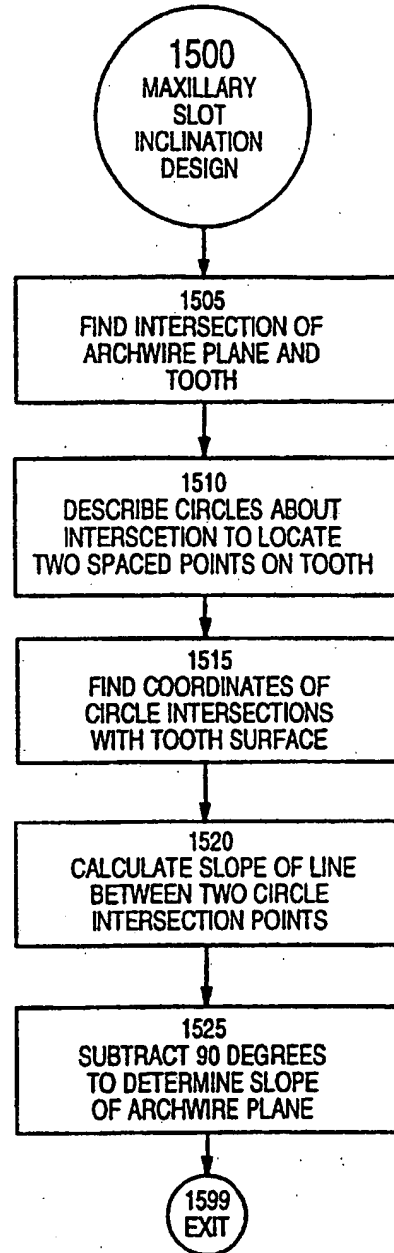 1500
MAXILLARY
SLOT
INCLINATION
DESIGN
1505
FIND INTERSECTION OF
ARCHWIRE PLANE AND
TOOTH
1510
DESCRIBE CIRCLES ABOUT
INTERSCETION TO LOCATE
TWO SPACED POINTS ON TOOTH
1515
FIND COORDINATES OF
CIRCLE INTERSECTIONS
WITH TOOTH SURFACE
1520
CALCULATE SLOPE OF LINE
BETWEEN TWO CIRCLE
INTERSECTION POINTS
1525
SUBTRACT 90 DEGREES
TO DETERMINE SLOPE
OF ARCHWIRE PLANE
1599
EXIT